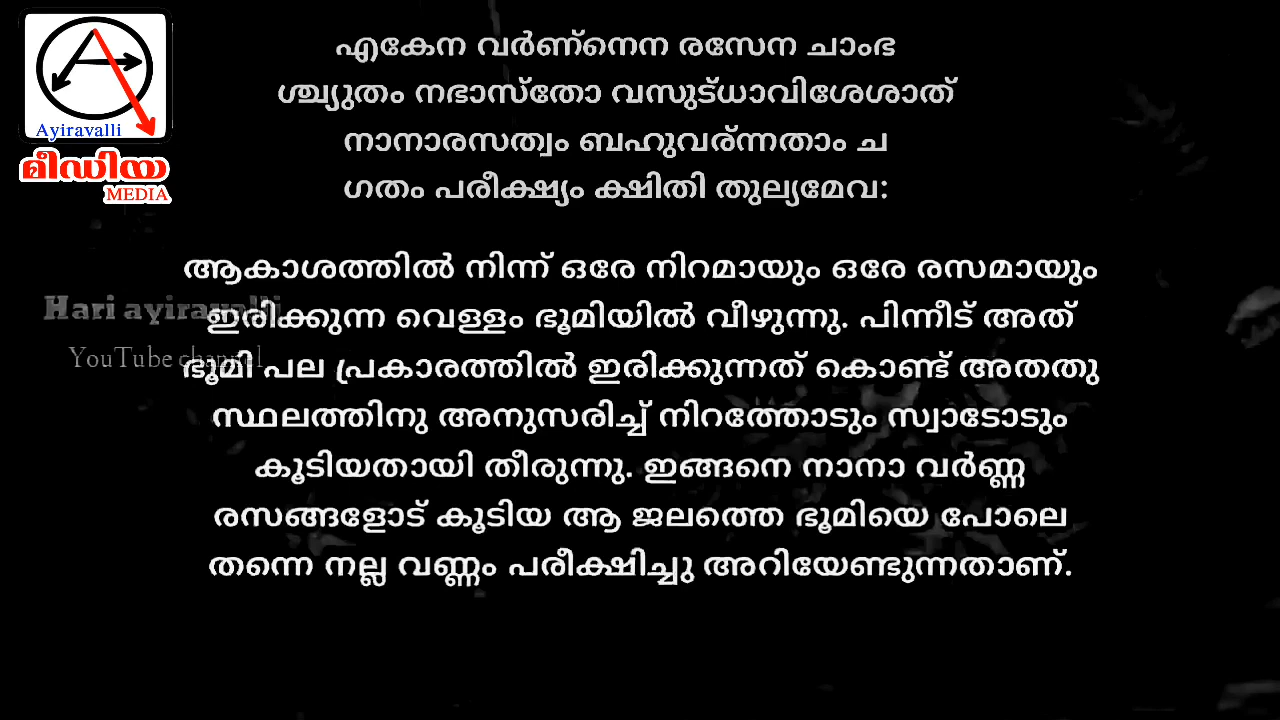 Ayiravalli
മീഡിയ
MEDIA
എകേന വർണ്നെന രസേന ചാംഭ
ശ്ച്യുതം നഭാസ്തോ വസുട്ധാവിശേശാത്
നാനാരസത്വം ബഹുവര്ന്നതാം ച
ഗതം പരീക്ഷ്യം ക്ഷിതി തുല്യമേവ:
ആകാശത്തിൽ നിന്ന് ഒരേ നിറമായും ഒരേ രസമായും
Hari ayiravalli
ഇരിക്കുന്ന വെള്ളം ഭൂമിയിൽ വീഴുന്നു. പിന്നീട് അത്
YouTube channel
ഭൂമി പല പ്രകാരത്തിൽ ഇരിക്കുന്നത് കൊണ്ട് അതതു
സ്ഥലത്തിനു അനുസരിച്ച് നിറത്തോടും സ്വാടോടും
കൂടിയതായി തീരുന്നു. ഇങ്ങനെ നാനാ വർണ്ണ
രസങ്ങളോട് കൂടിയ ആ ജലത്തെ ഭൂമിയെ പോലെ
തന്നെ നല്ല വണ്ണം പരീക്ഷിച്ചു അറിയേണ്ടുന്നതാണ്.